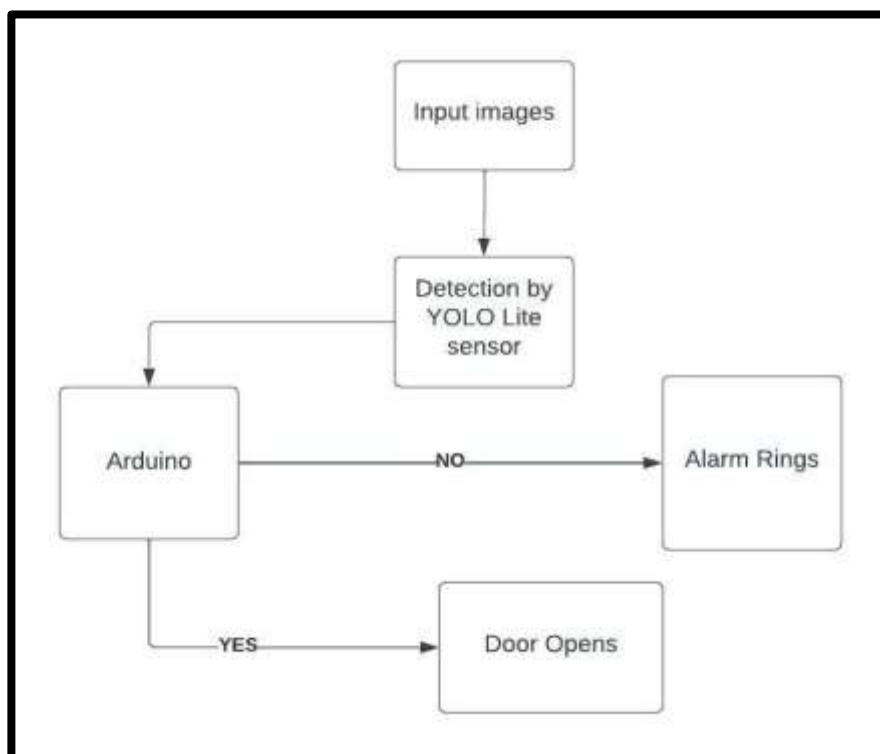 Input images
Detection by
YOLO Lite
sensor
Arduino
NO
Alarm Rings
YES
Door Opens